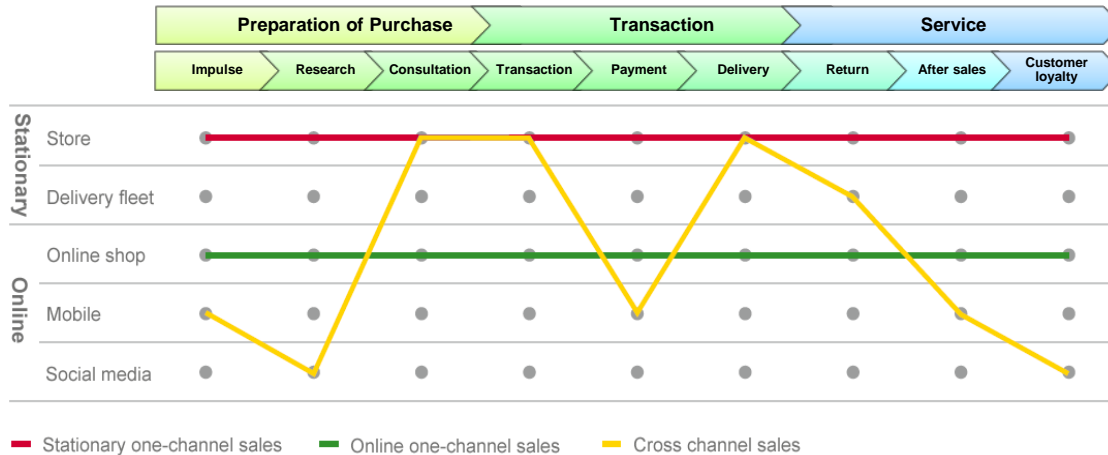 Preparation of Purchase Transaction Service
Impulse Research Consultation Transaction Payment Delivery Return After sales Customer
loyalty
Stationary
Store
Delivery fleet
Online
Online shop
Mobile
Social media
Stationary one-channel sales Online one-channel sales Cross channel sales